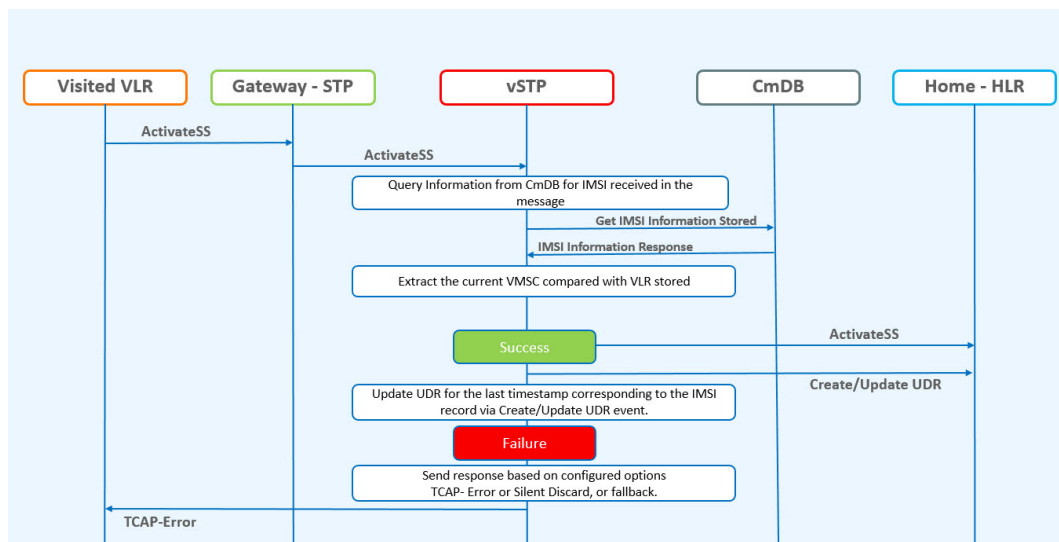 Visited VLR
Gateway - STP
vSTP
CmDB
Home - HLR
ActivateSS
ActivateSS
Query Information from CmDB for IMSI received in the
message
Get IMSI Information Stored
IMSI Information Response
Extract the current VMSC compared with VLR stored
Success
ActivateSS
Create/Update UDR
Update UDR for the last timestamp corresponding to the IMSI
record via Create/Update UDR event.
Failure
Send response based on configured options
TCAP- Error or Silent Discard, or fallback.
TCAP-Error